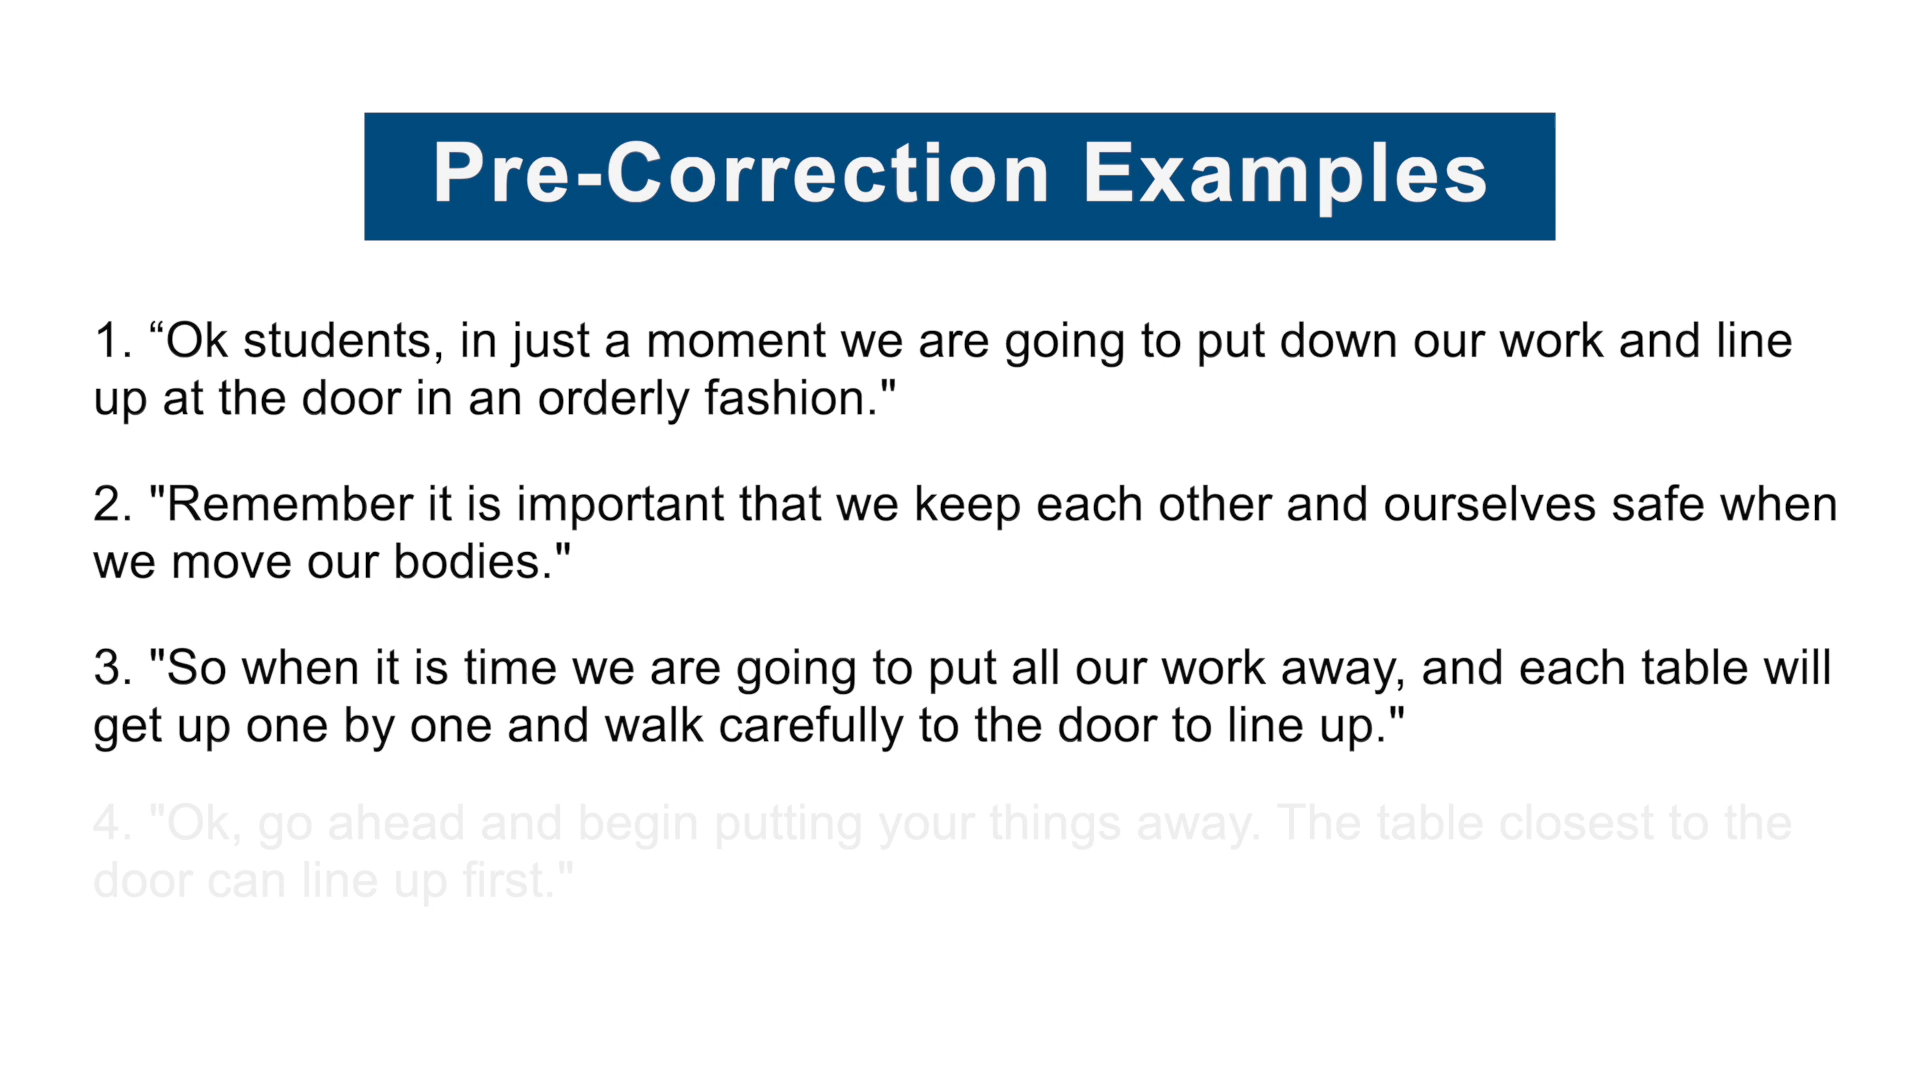 Pre-Correction Examples
1. “Ok students, in just a moment we are going to put down our work and line
up at the door in an orderly fashion."
2. "Remember it is important that we keep each other and ourselves safe when
we move our bodies."
3. "So when it is time we are going to put all our work away, and each table will
get up one by one and walk carefully to the door to line up."
4. "Ok, go ahead and begin putting your things away. The table closest to the
door can line up first."